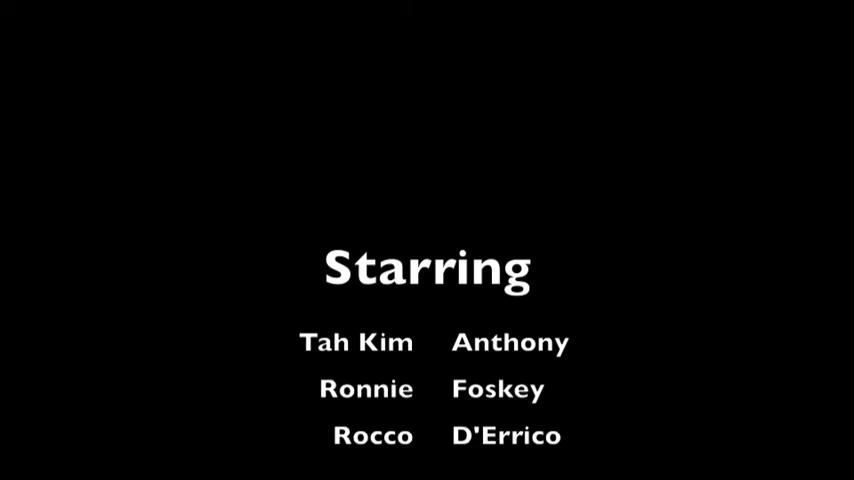 Starring
Tah Kim Anthony
Ronnie Foskey
Rocco D'Errico